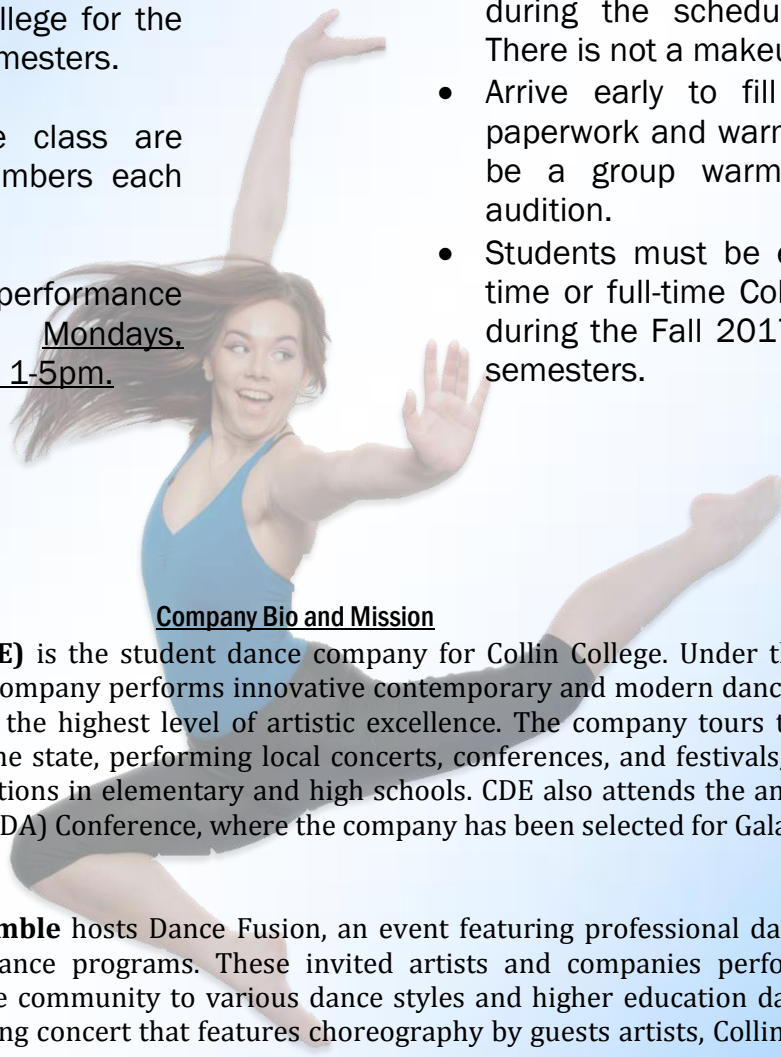 llege for the
mesters.
class are
mbers each
performance
Mondays,
1-5pm.
during the schedu
There is not a makeu
• Arrive early to fill
paperwork and warm
be a group warm
audition.
• Students must be e
time or full-time Col
during the Fall 2017
semesters.
Company Bio and Mission
E) is the student dance company for Collin College. Under th
ompany performs innovative contemporary and modern danc
the highest level of artistic excellence. The company tours t
he state, performing local concerts, conferences, and festivals,
tions in elementary and high schools. CDE also attends the an
DA) Conference, where the company has been selected for Gala
mble hosts Dance Fusion, an event featuring professional da
ance programs. These invited artists and companies perfo
e community to various dance styles and higher education da
ng concert that features choreography by guests artists, Collin